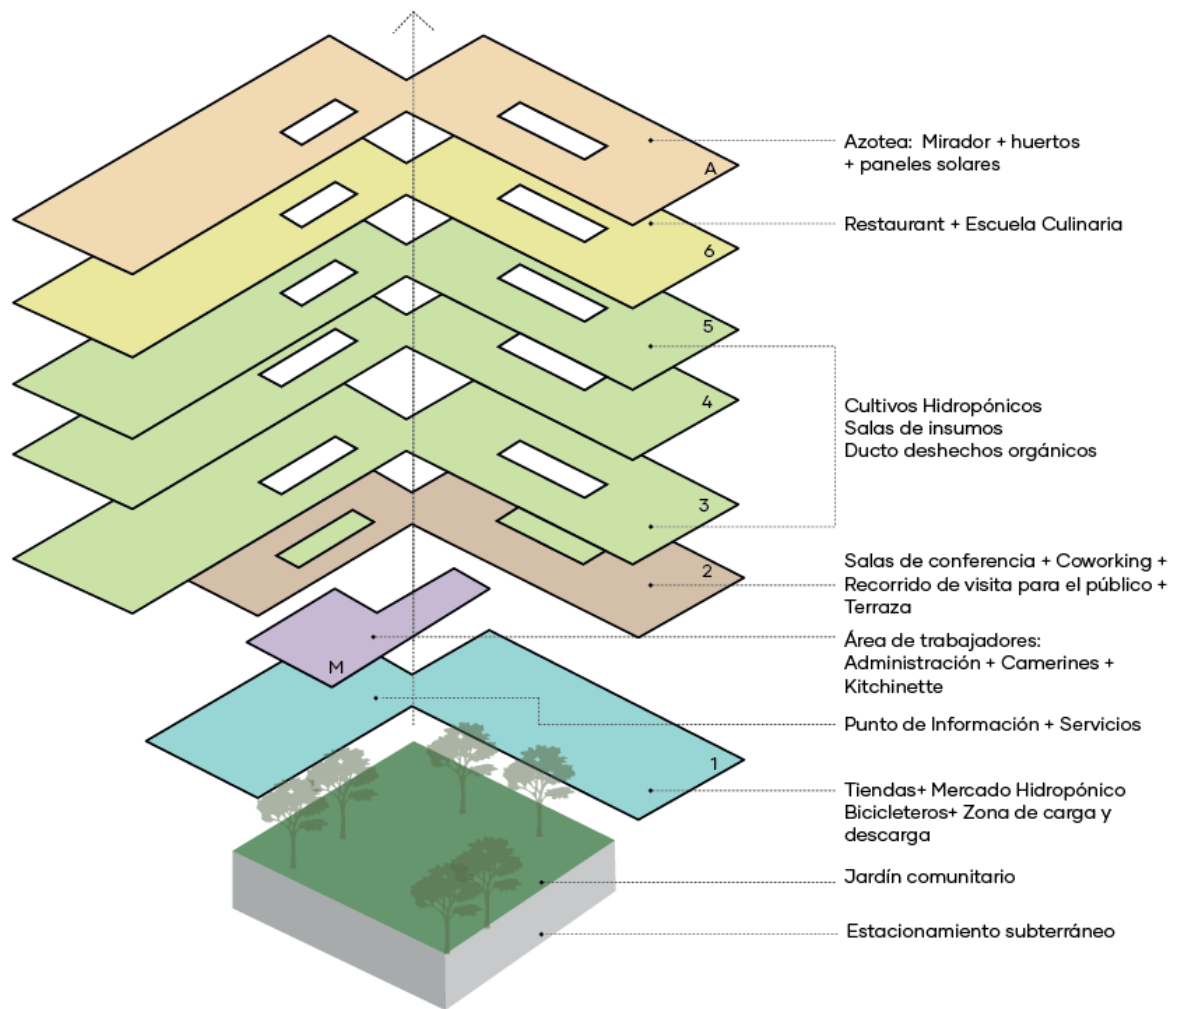 Azotea:  Mirador + huertos
+ paneles solares
A
Restaurant + Escuela Culinaria
6
5
4
Cultivos Hidropónicos
Salas de insumos
Ducto deshechos orgánicos
3
Salas de conferencia + Coworking +
Recorrido de visita para el público +
Terraza
2
Área de trabajadores:
Administración + Camerines +
Kitchinette
M
Punto de Información + Servicios
1
Tiendas+ Mercado Hidropónico
Bicicleteros+ Zona de carga y
descarga
Jardín comunitario
Estacionamiento subterráneo